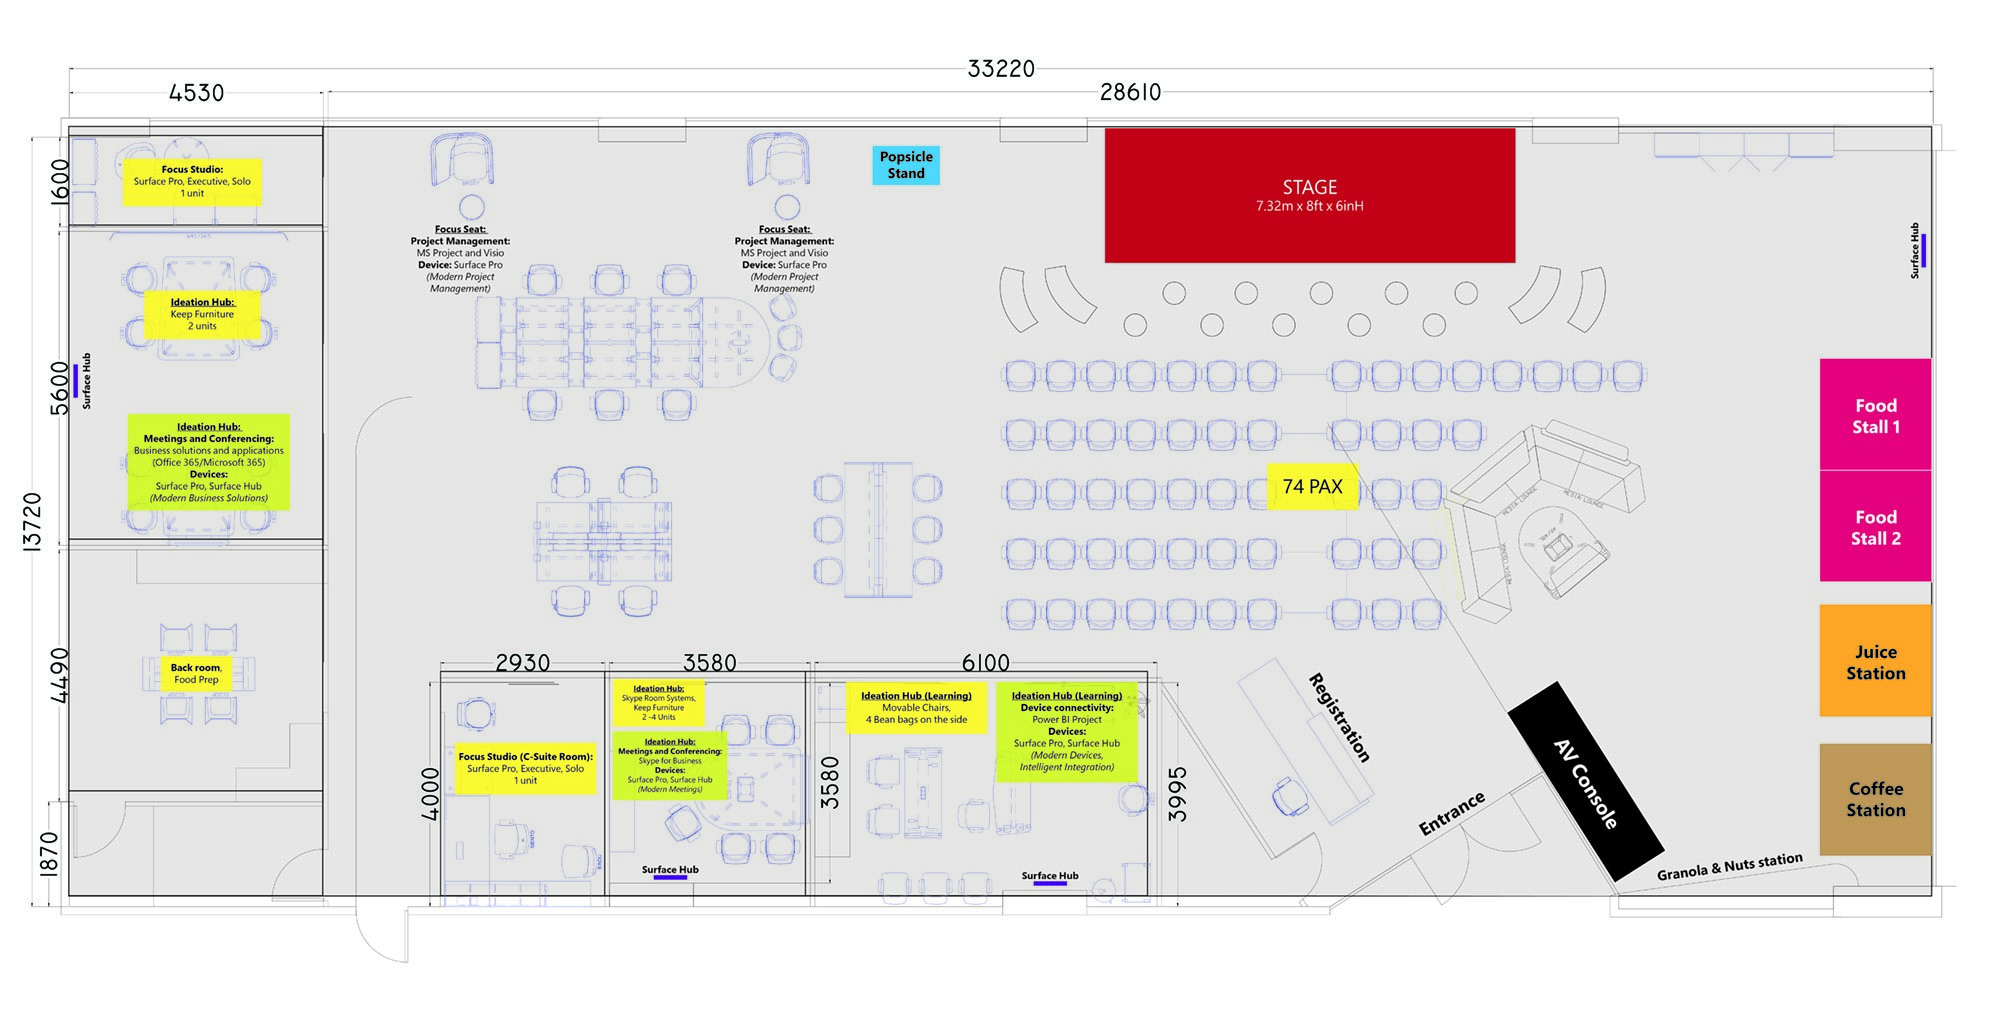 33220
4530
28610
1600
5600
13720
4490
1870
Focus Studio:
Surface Pro, Executive, Solo
1 unit
Ideation Hub:
Keep Furniture
2 units
Surface Hub
Ideation Hub:
Meetings and Conferencing:
Business solutions and applications
(Office 365/Microsoft 365)
Devices:
Surface Pro, Surface Hub
(Modern Business Solutions)
Back room,
Food Prep
Focus Seat:
Project Management:
MS Project and Visio
Device: Surface Pro
(Modern Project
Management)
Focus Seat:
Project Management:
MS Project and Visio
Device: Surface Pro
(Modern Project
Management)
Popsicle
Stand
STAGE
7.32m x 8ft x 6inH
Surface Hub
74 PAX
MEDIA LOUNGE
MEDIA LOUNGE
Food
Stall 1
Food
Stall 2
Juice
Station
Coffee
Station
2930
3580
6100
4000
3580
3995
Focus Studio (C-Suite Room):
Surface Pro, Executive, Solo
1 unit
Ideation Hub:
Skype Room Systems,
Keep Furniture
2 -4 Units
Ideation Hub:
Meetings and Conferencing:
Skype for Business
Devices:
Surface Pro, Surface Hub
(Modern Meetings)
Surface Hub
Ideation Hub (Learning)
Movable Chairs,
4 Bean bags on the side
Ideation Hub (Learning)
Device connectivity:
Power BI Project
Devices:
Surface Pro, Surface Hub
(Modern Devices,
Intelligent Integration)
Surface Hub
Registration
Entrance
AV Console
Granola & Nuts station